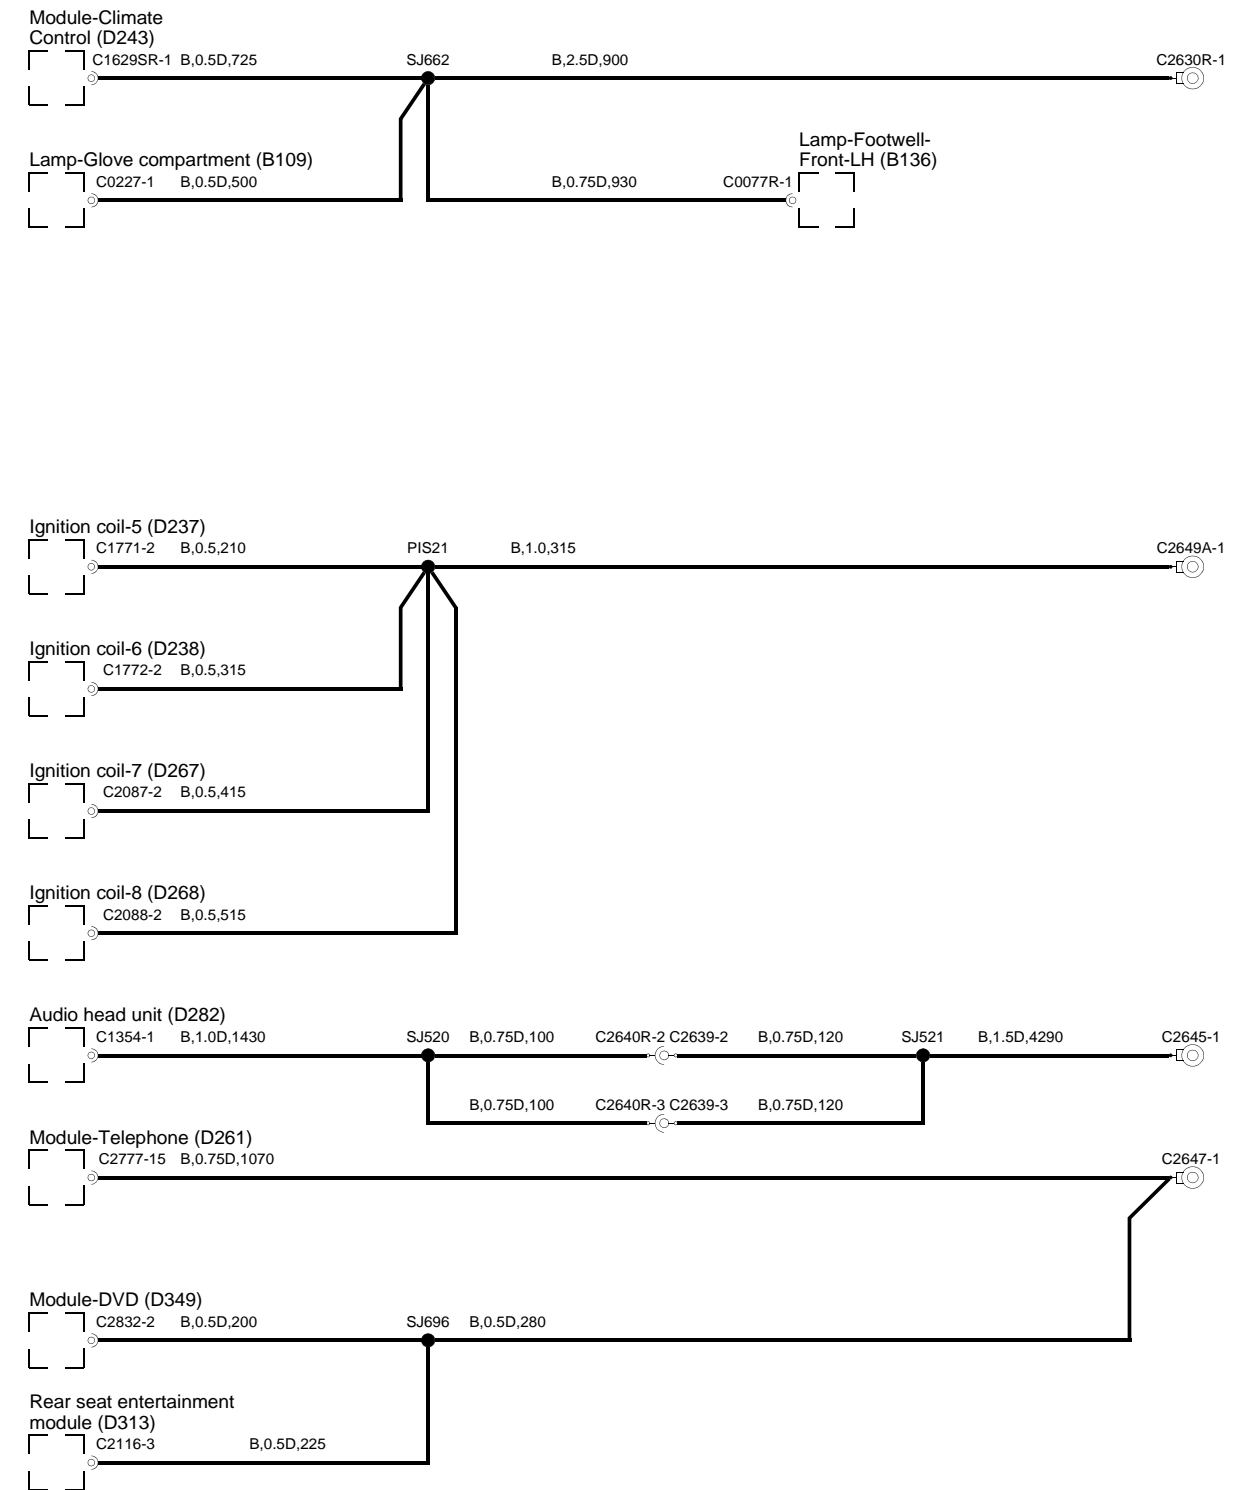 Module-Climate
Control (D243)
C1629SR-1 B,0.5D,725 SJ662 B,2.5D,900 C2630R-1
Lamp-Footwell-
Lamp-Glove compartment (B109) Front-LH (B136)
C0227-1 B,0.5D,500 B,0.75D,930 C0077R-1
Ignition coil-5 (D237)
C1771-2 B,0.5,210 PIS21 B,1.0,315 C2649A-1
Ignition coil-6 (D238)
C1772-2 B,0.5,315
Ignition coil-7 (D267)
C2087-2 B,0.5,415
Ignition coil-8 (D268)
C2088-2 B,0.5,515
Audio head unit (D282)
C1354-1 B,1.0D,1430 SJ520 B,0.75D,100 C2640R-2 C2639-2 B,0.75D,120 SJ521 B,1.5D,4290 C2645-1
B,0.75D,100 C2640R-3 C2639-3 B,0.75D,120
Module-Telephone (D261)
C2777-15 B,0.75D,1070 C2647-1
Module-DVD (D349)
C2832-2 B,0.5D,200 SJ696 B,0.5D,280
Rear seat entertainment
module (D313)
C2116-3 B,0.5D,225